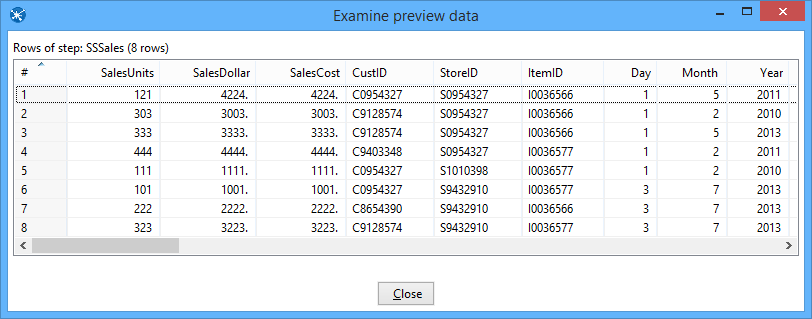 Examine preview data
Rows of step: SSSales (8 rows)
# SalesUnits SalesDollar SalesCost CustID StoreID ItemID Day Month Year
1 121 4224. 4224. C0954327 S0954327 I0036566 1 5 2011
2 303 3003. 3003. C9128574 S0954327 I0036566 1 2 2010
3 333 3333. 3333. C9128574 S0954327 I0036566 1 5 2013
4 444 4444. 4444. C9403348 S0954327 I0036577 1 2 2011
5 111 1111. 1111. C0954327 S1010398 I0036577 1 2 2010
6 101 1001. 1001. C0954327 S9432910 I0036577 3 7 2013
7 222 2222. 2222. C8654390 S9432910 I0036566 3 7 2013
8 323 3223. 3223. C9128574 S9432910 I0036577 3 7 2013
Close